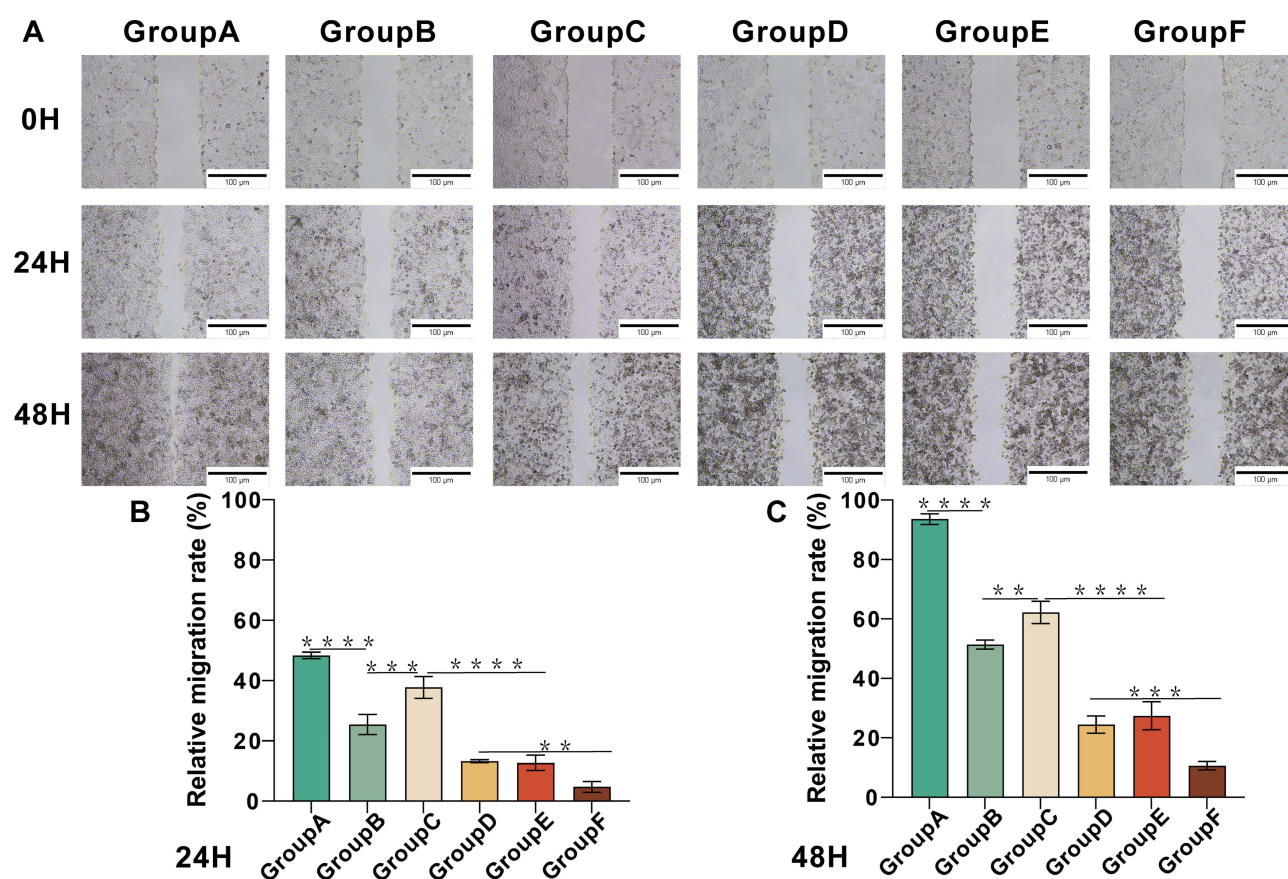 A GroupA GroupB GroupC GroupD GroupE GroupF
0H
100 µm 100 µm 100 µm 100 µm 100 µm 100 µm
24H
100 µm 100 µm 100 µm 100 µm 100 µm 100 µm
48H
100 µm 100 µm 100 µm 100 µm 100 µm 100 µm
B
Relative migration rate (%)
100
80
60
40
20
0
* * * *
* * *
* * * *
* *
GroupA GroupB GroupC GroupD GroupE GroupF
24H
C
Relative migration rate (%)
100
80
60
40
20
0
* * * *
* *
* * * *
* * *
GroupA GroupB GroupC GroupD GroupE GroupF
48H